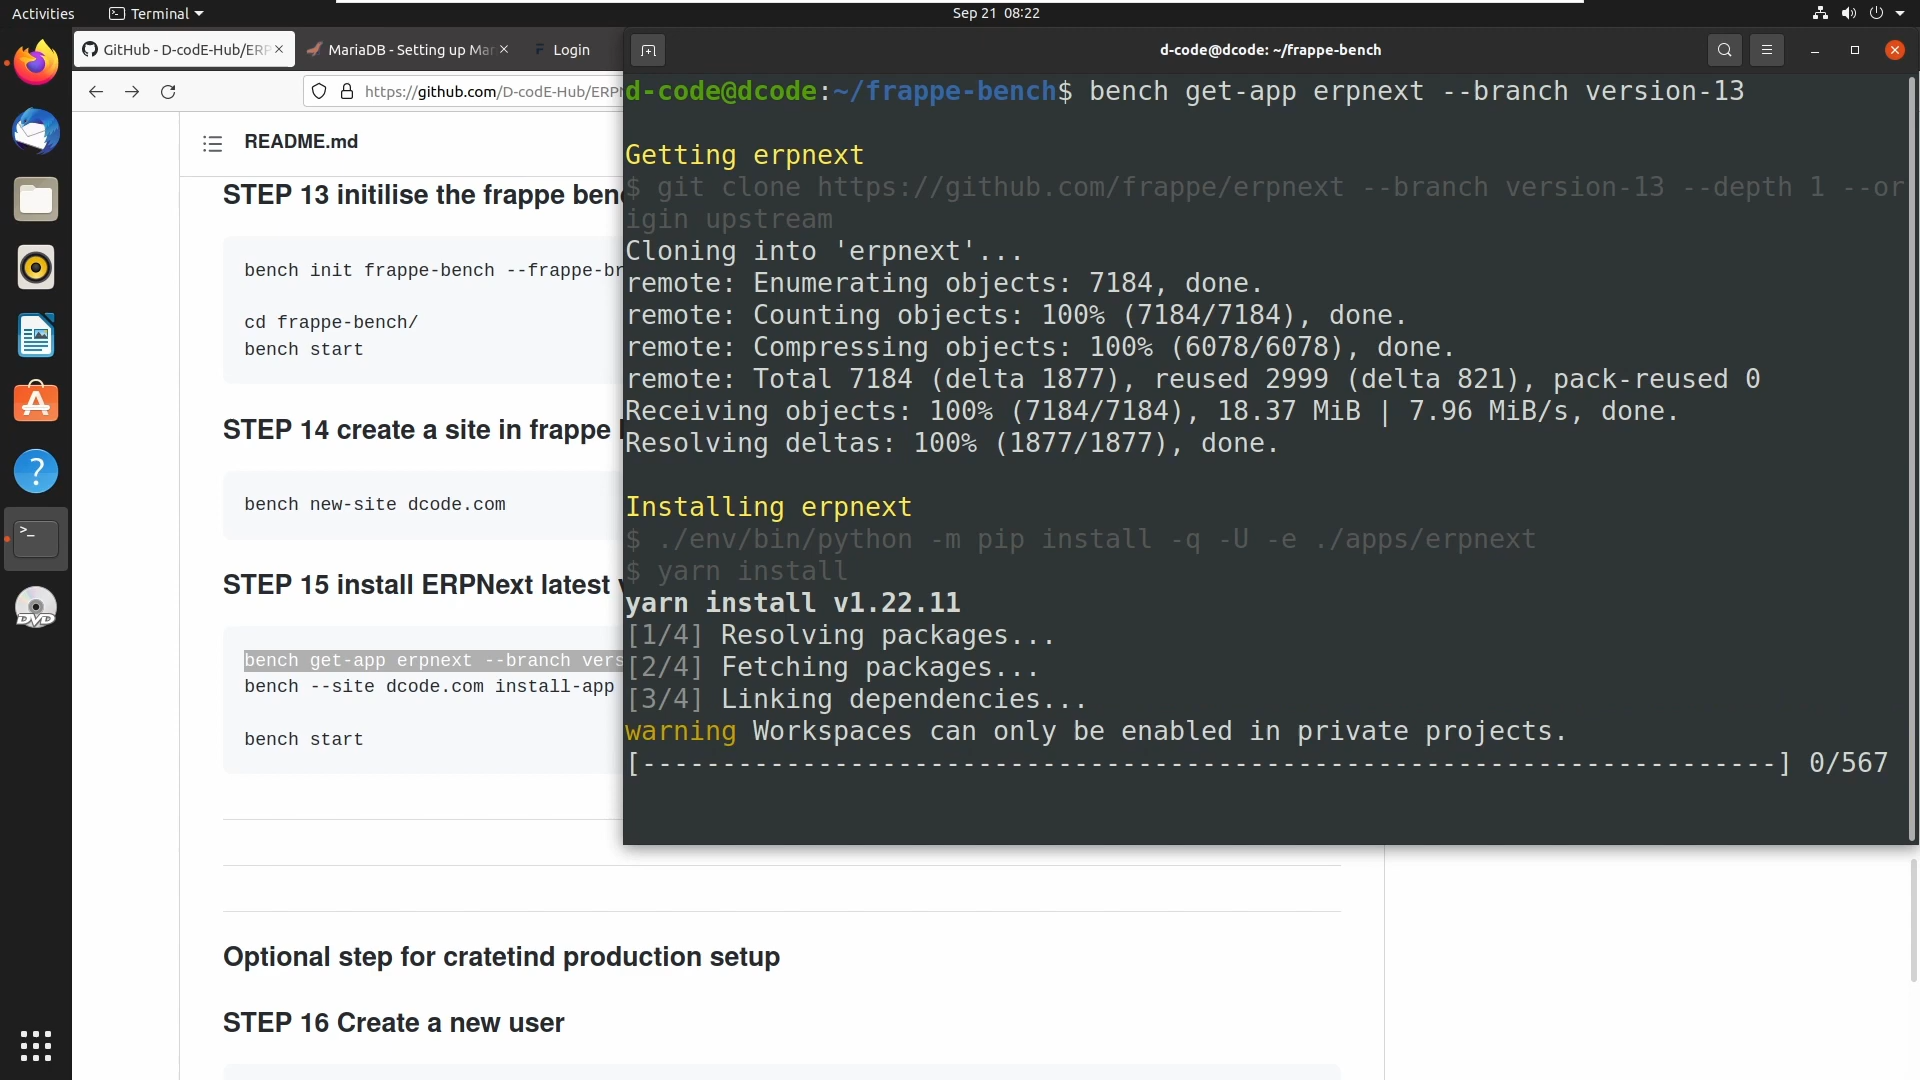 Activities
Terminal
Sep 21 08:22
GitHub - D-codE-Hub/ERP
MariaDB - Setting up Mar
Login
https://github.com/D-codE-Hub/ERPN
README.md
STEP 13 initilise the frappe benc
bench init frappe-bench --frappe-br
cd frappe-bench/
bench start
STEP 14 create a site in frappe
bench new-site dcode.com
STEP 15 install ERPNext latest v
bench get-app erpnext --branch vers
bench --site dcode.com install-app
bench start
Optional step for cratetind production setup
STEP 16 Create a new user
d-code@dcode: ~/frappe-bench
d-code@dcode:~/frappe-bench$ bench get-app erpnext --branch version-13
Getting erpnext
$ git clone https://github.com/frappe/erpnext --branch version-13 --depth 1 --or
igin upstream
Cloning into 'erpnext'...
remote: Enumerating objects: 7184, done.
remote: Counting objects: 100% (7184/7184), done.
remote: Compressing objects: 100% (6078/6078), done.
remote: Total 7184 (delta 1877), reused 2999 (delta 821), pack-reused 0
Receiving objects: 100% (7184/7184), 18.37 MiB | 7.96 MiB/s, done.
Resolving deltas: 100% (1877/1877), done.
Installing erpnext
$ ./env/bin/python -m pip install -q -U -e ./apps/erpnext
$ yarn install
yarn install v1.22.11
[1/4] Resolving packages...
[2/4] Fetching packages...
[3/4] Linking dependencies...
warning Workspaces can only be enabled in private projects.
[-----------------------------------------------------------------------] 0/567
DVD